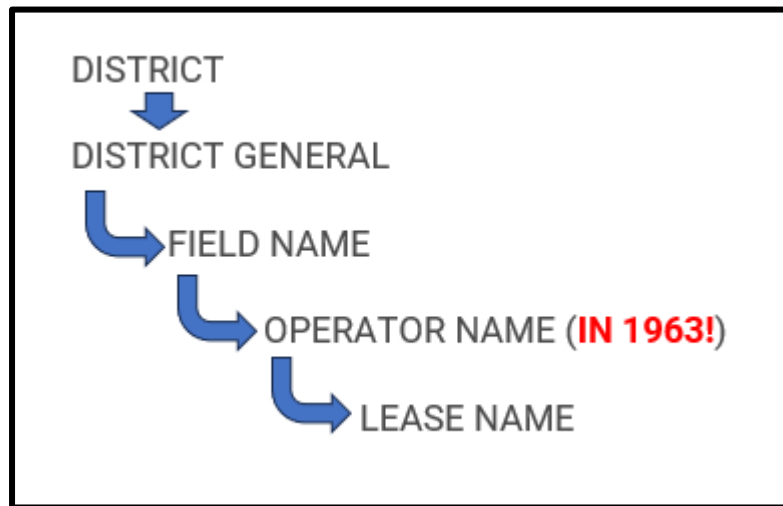 DISTRICT
DISTRICT GENERAL
FIELD NAME
OPERATOR NAME (IN 1963!)
LEASE NAME